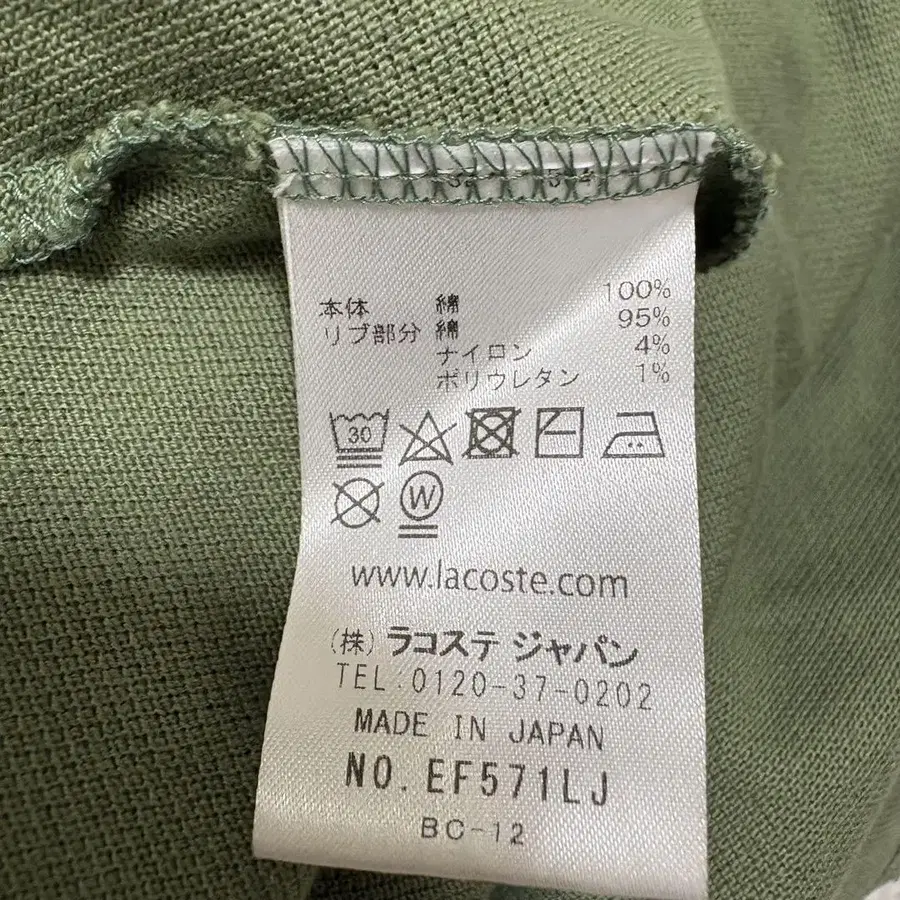 本体 綿 100%
リブ部分 綿 95%
ナイロン 4%
ポリウレタン 1%
30
W
www.lacoste.com
(株) ラコステ ジャパン
TEL:0120-37-0202
MADE IN JAPAN
NO. EF571LJ
BC-12